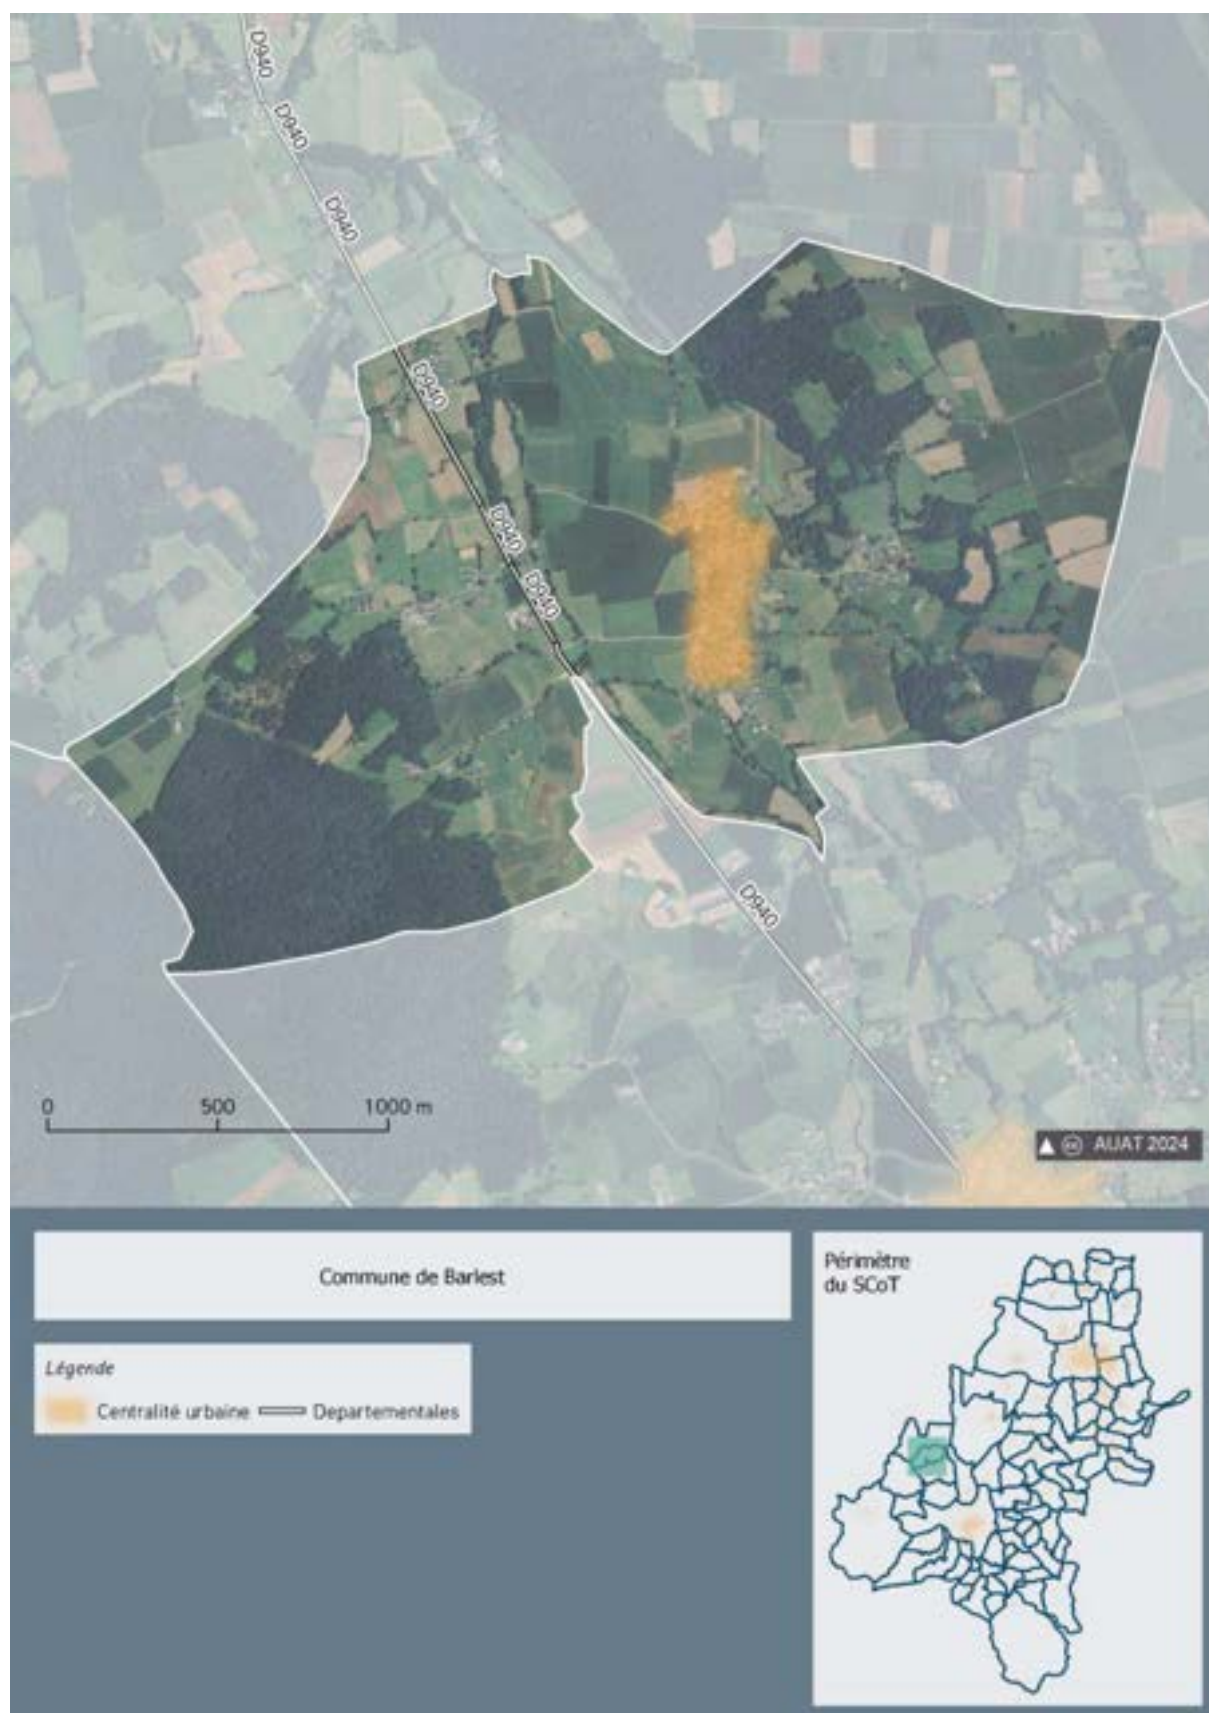 D940
D940
D940
D940
D940
D940
D940
0 500 1000 m
AUAT 2024
Commune de Barlest
Périmètre
du SCoT
Légende
Centralité urbaine Departementales